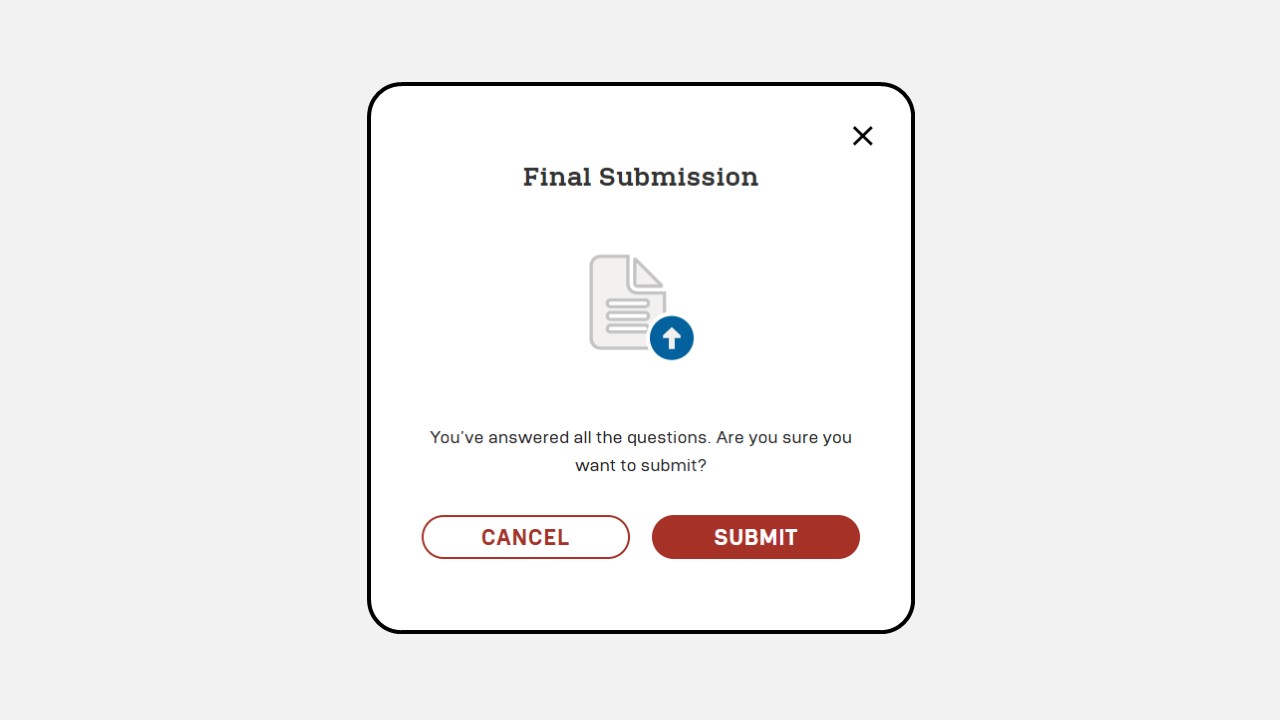 Final Submission
You've answered all the questions. Are you sure you
want to submit?
CANCEL
SUBMIT